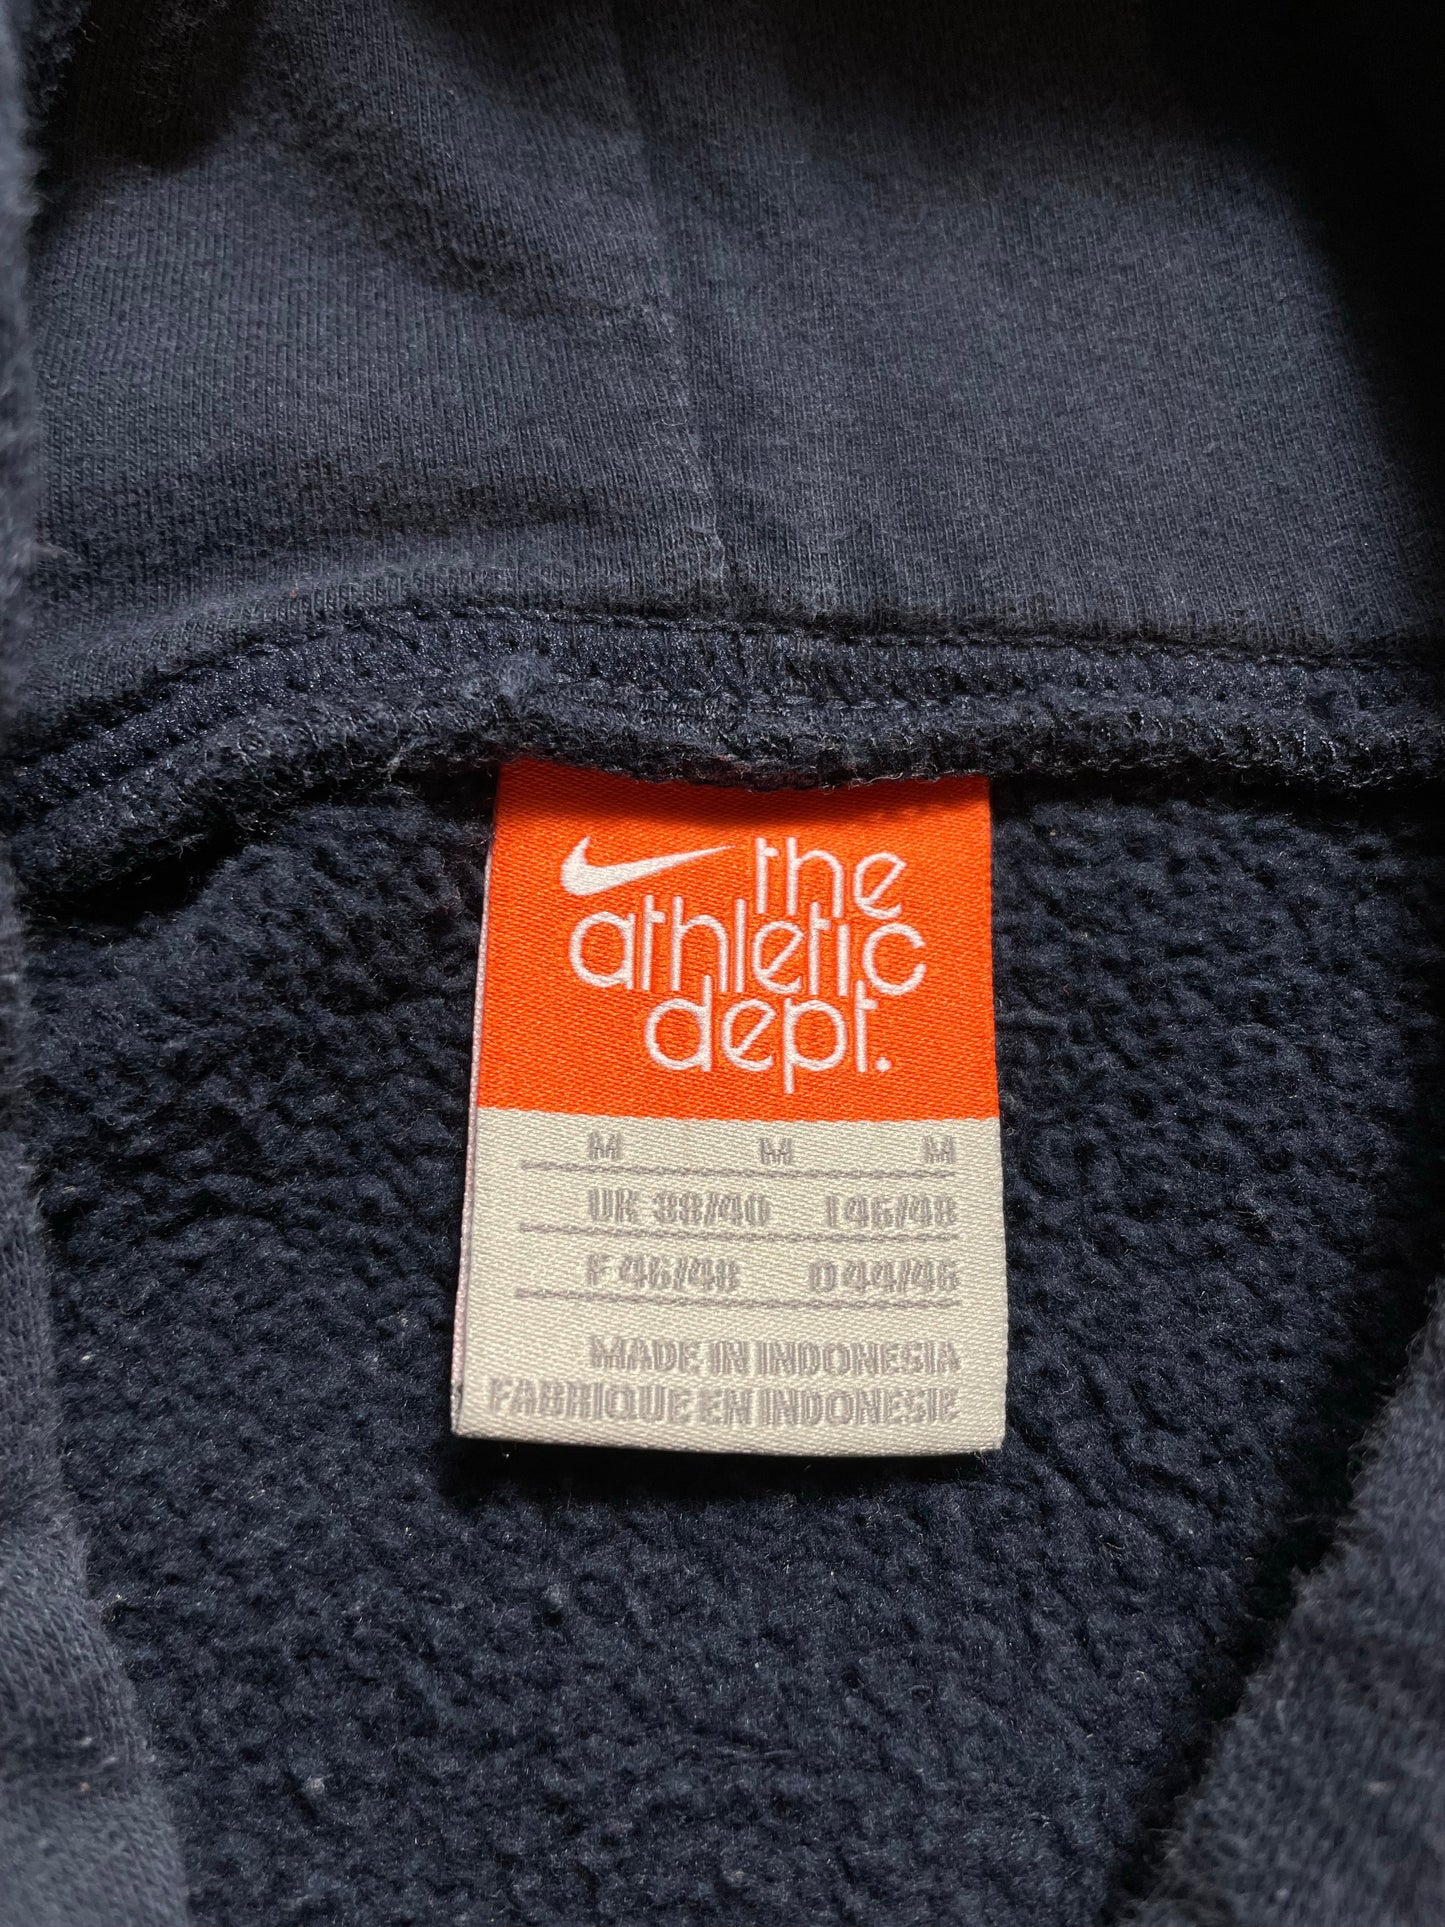 the
athletic
dept.
M M M
UK 38/40 I 46/48
F 46/48 D 44/46
MADE IN INDONESIA
FABRIQUE EN INDONESIE